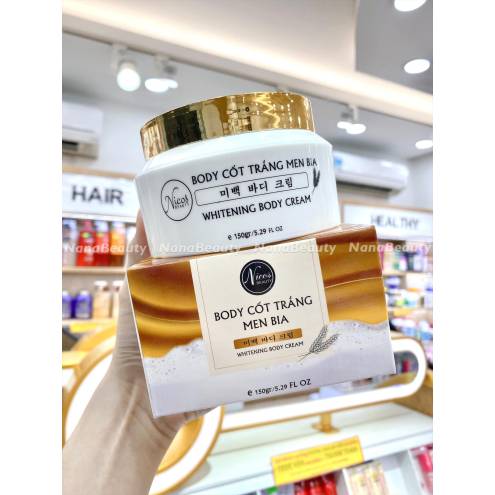 HAIR
HEALTHY
BODY CỐT TRẮNG MEN BIA
미백 바디 크림
WHITENING BODY CREAM
℮ 150gr/5.29 FL OZ
Nicos
BEAUTY
NanaBeauty NanaBeauty NanaBeauty NanaBeauty
Nicos
BEAUTY
BODY CỐT TRẮNG
MEN BIA
미백 바디 크림
WHITENING BODY CREAM
℮ 150gr/5.29 FL OZ